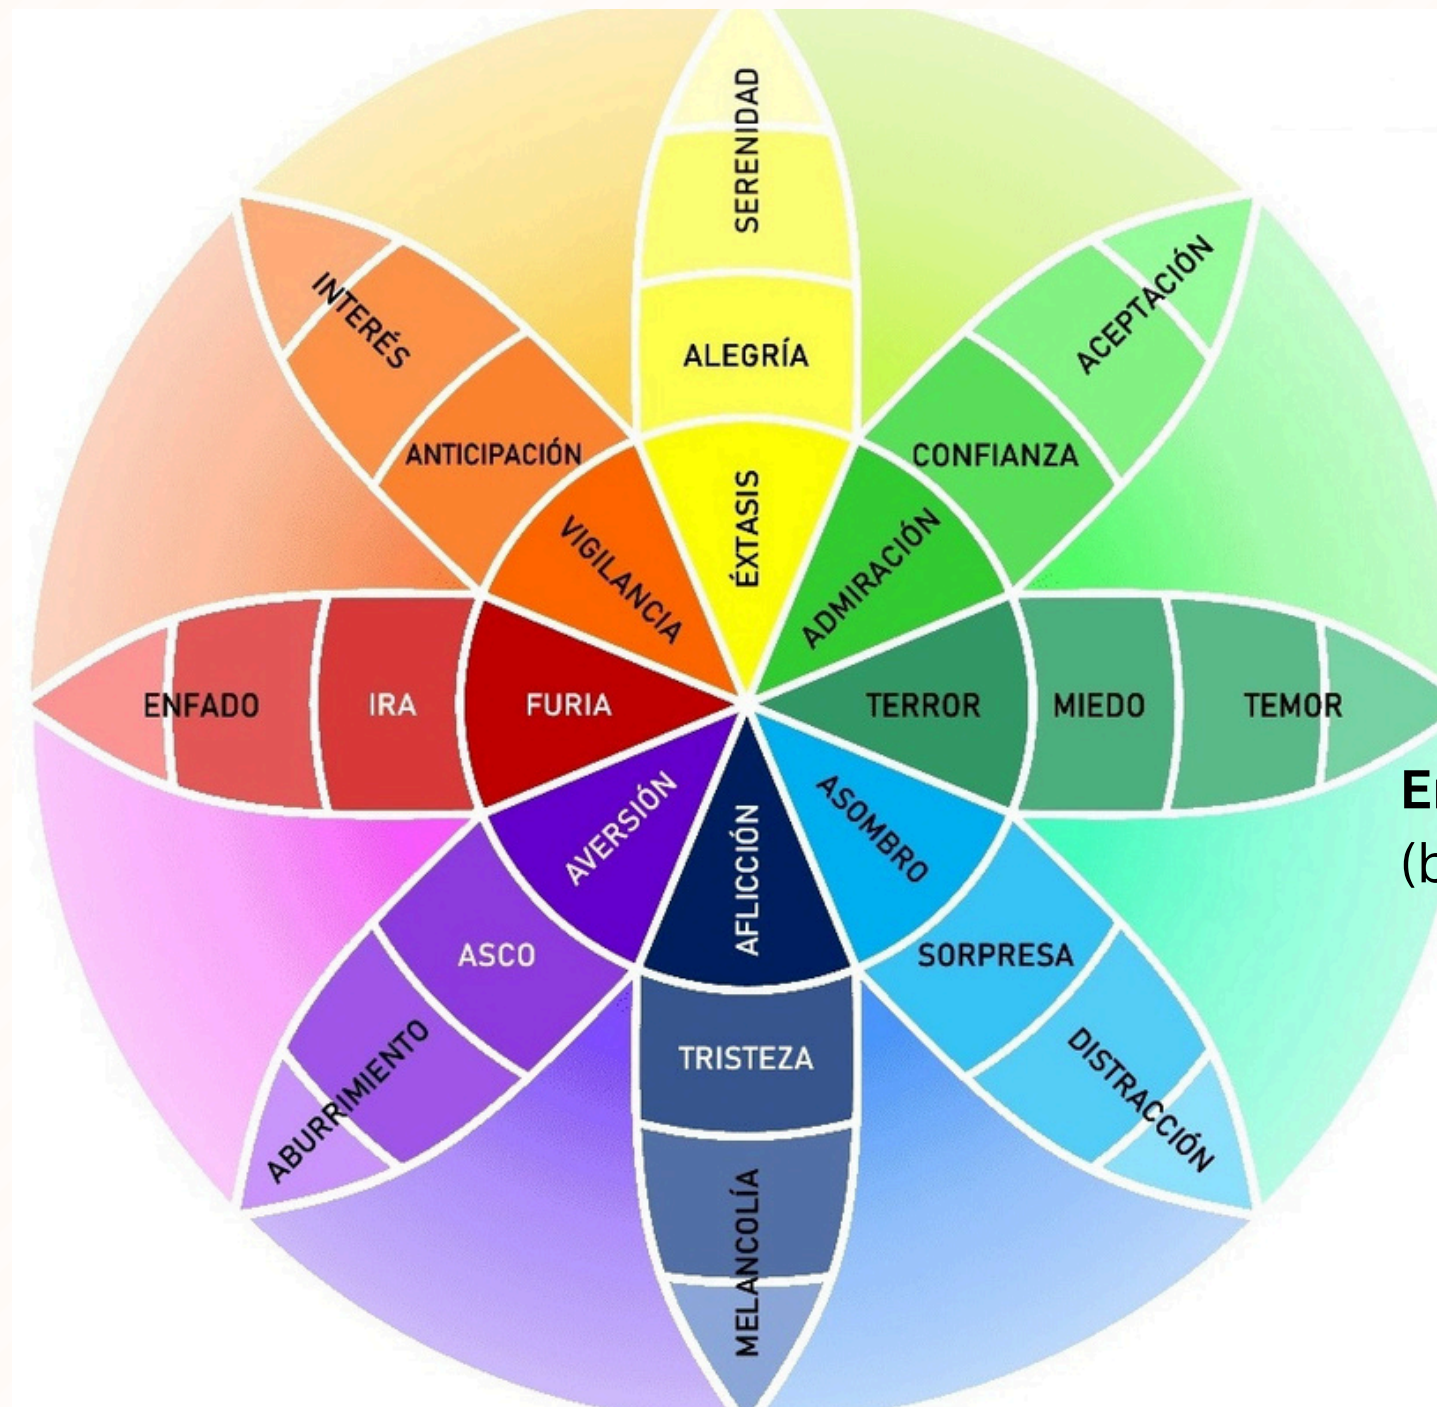 SERENIDAD
ALEGRÍA
ÉXTASIS
INTERÉS
ANTICIPACIÓN
VIGILANCIA
ACEPTACIÓN
CONFIANZA
ADMIRACIÓN
ENFADO
IRA
FURIA
TERROR
MIEDO
TEMOR
AVERSIÓN
ASCO
ABURRIMIENTO
AFLICCIÓN
TRISTEZA
MELANCOLÍA
ASOMBRO
SORPRESA
DISTRACCIÓN